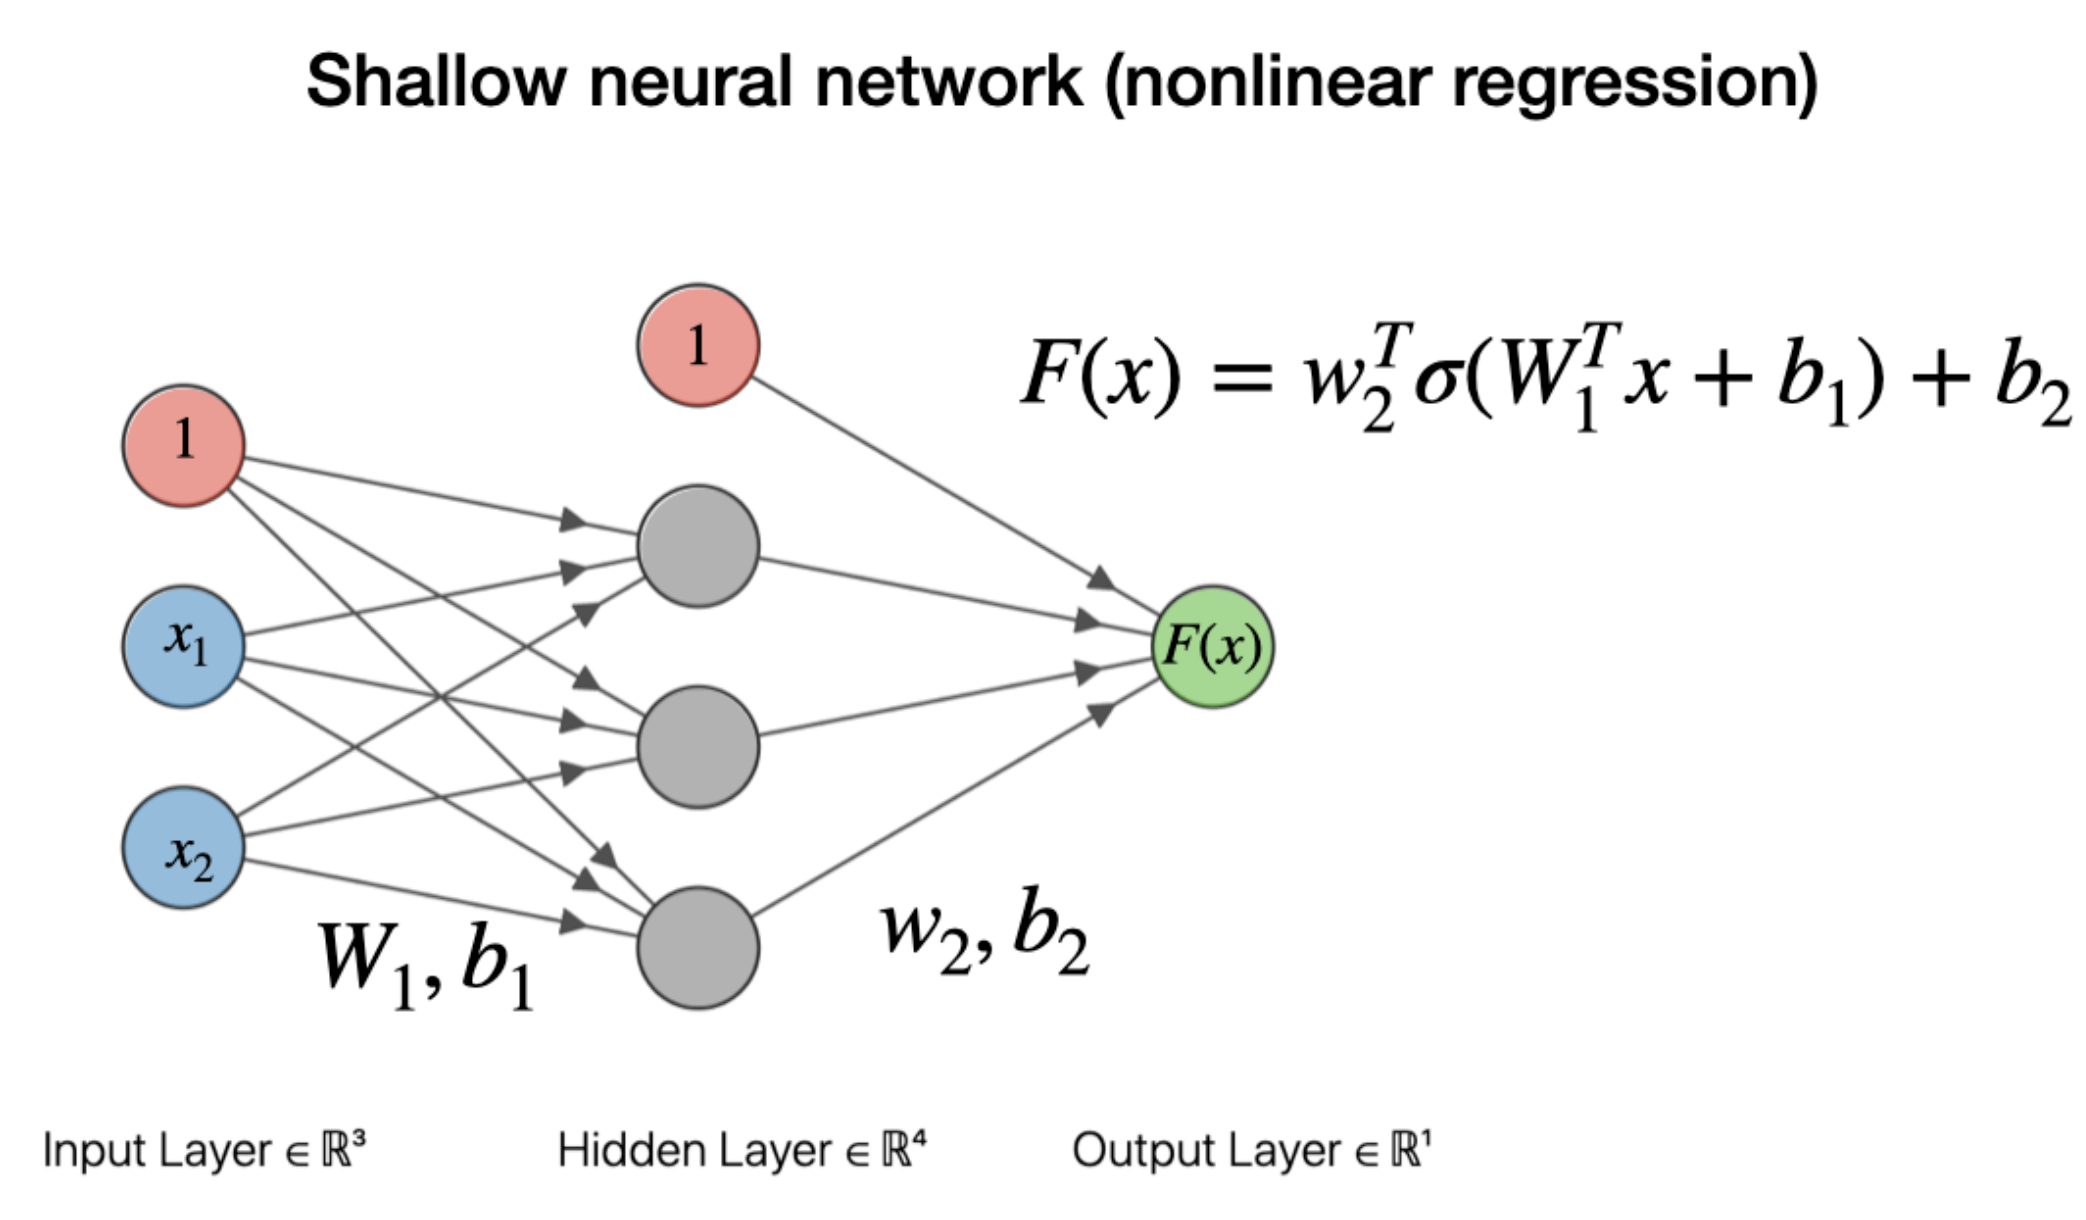 Shallow neural network (nonlinear regression)
1
F(x) = w₂ᵀσ(W₁ᵀx + b₁) + b₂
1
x₁
F(x)
x₂
W₁, b₁
w₂, b₂
Input Layer ∈ ℝ³
Hidden Layer ∈ ℝ⁴
Output Layer ∈ ℝ¹